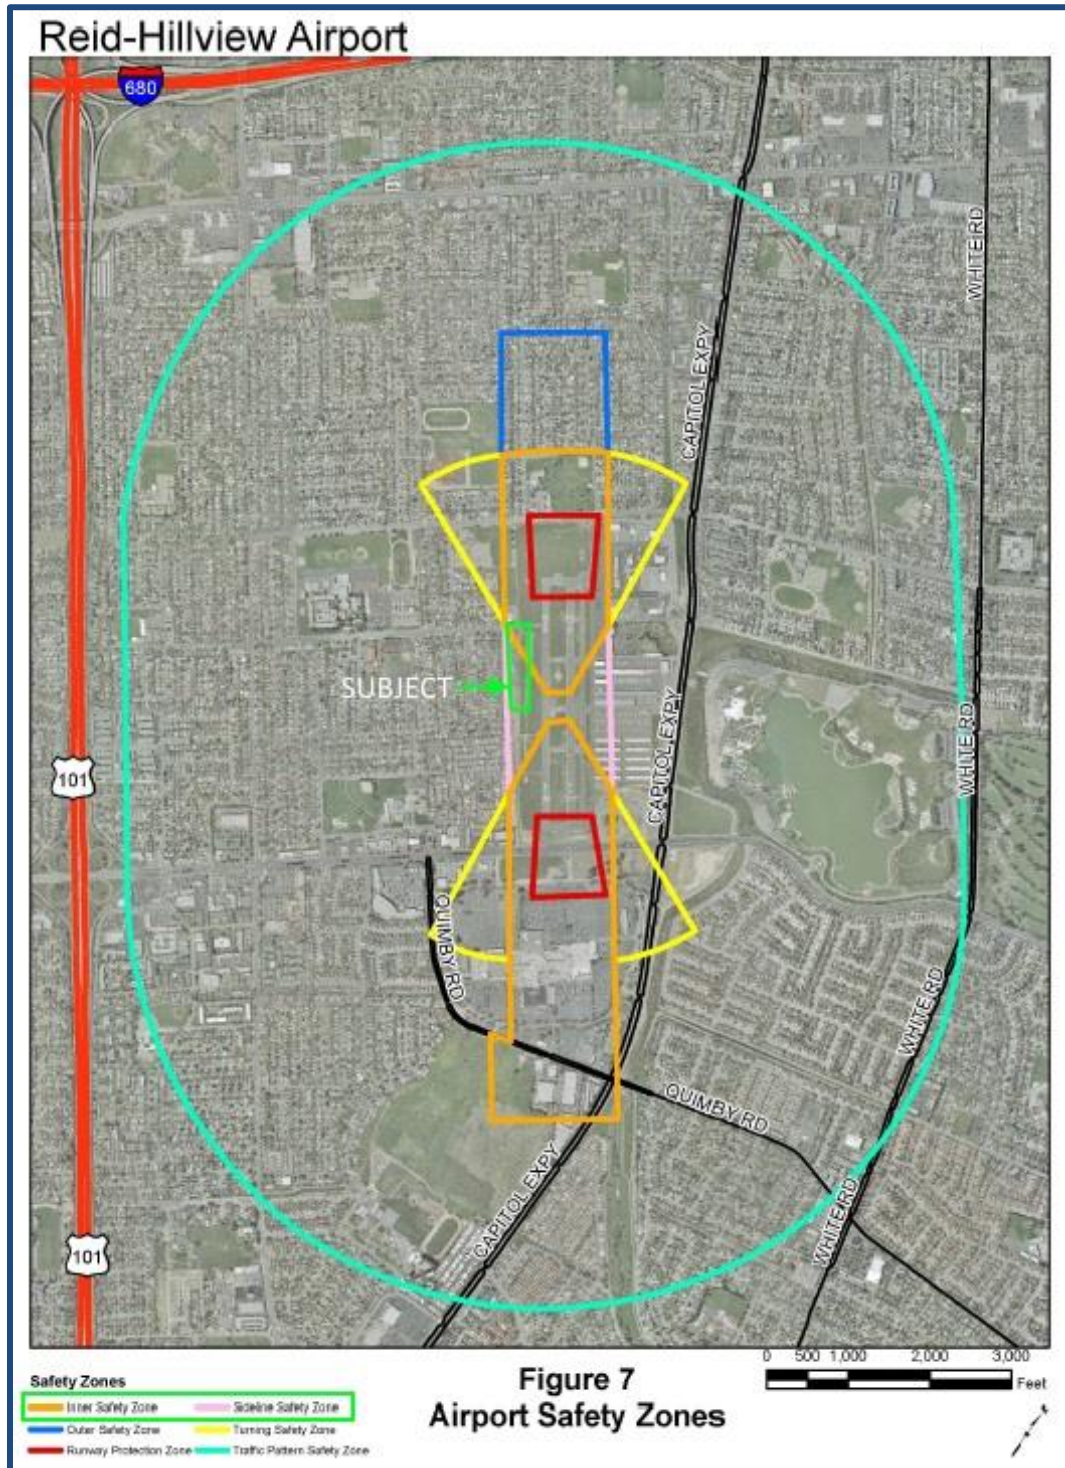 Reid-Hillview Airport
680
WHITE RD
CAPITOL EXPY
SUBJECT
CAPITOL EXPY
WHITE RD
101
QUIMBY RD
WHITE RD
QUIMBY RD
CAPITOL EXPY
WHITE RD
101
0 500 1,000 2,000 3,000
Feet
Figure 7
Airport Safety Zones
Safety Zones
Inner Safety Zone Sideline Safety Zone
Outer Safety Zone Turning Safety Zone
Runway Protection Zone Traffic Pattern Safety Zone